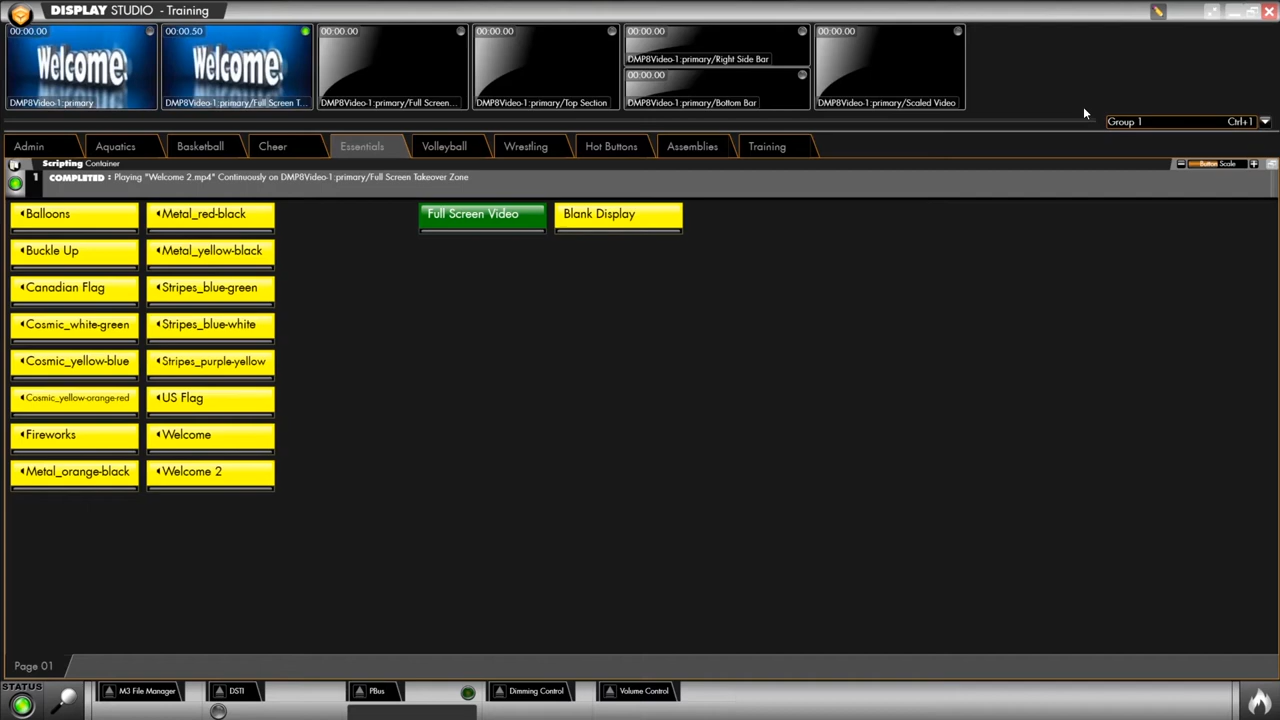 DISPLAY STUDIO - Training
00:00.00
Welcome.
DMP8Video-1:primary
00:00.50
Welcome.
DMP8Video-1:primary/Full Screen T...
00:00.00
DMP8Video-1:primary/Full Screen...
00:00.00
DMP8Video-1:primary/Top Section
00:00.00
DMP8Video-1:primary/Right Side Bar
00:00.00
DMP8Video-1:primary/Bottom Bar
00:00.00
DMP8Video-1:primary/Scaled Video
Group 1 Ctrl+1
Admin Aquatics Basketball Cheer Essentials Volleyball Wrestling Hot Buttons Assemblies Training
Scripting Container
Button Scale
1 COMPLETED : Playing "Welcome 2.mp4" Continuously on DMP8Video-1:primary/Full Screen Takeover Zone
Balloons Metal_red-black Full Screen Video Blank Display
Buckle Up Metal_yellow-black
Canadian Flag Stripes_blue-green
Cosmic_white-green Stripes_blue-white
Cosmic_yellow-blue Stripes_purple-yellow
Cosmic_yellow-orange-red US Flag
Fireworks Welcome
Metal_orange-black Welcome 2
Page 01
STATUS
M3 File Manager DSTI PBus Dimming Control Volume Control